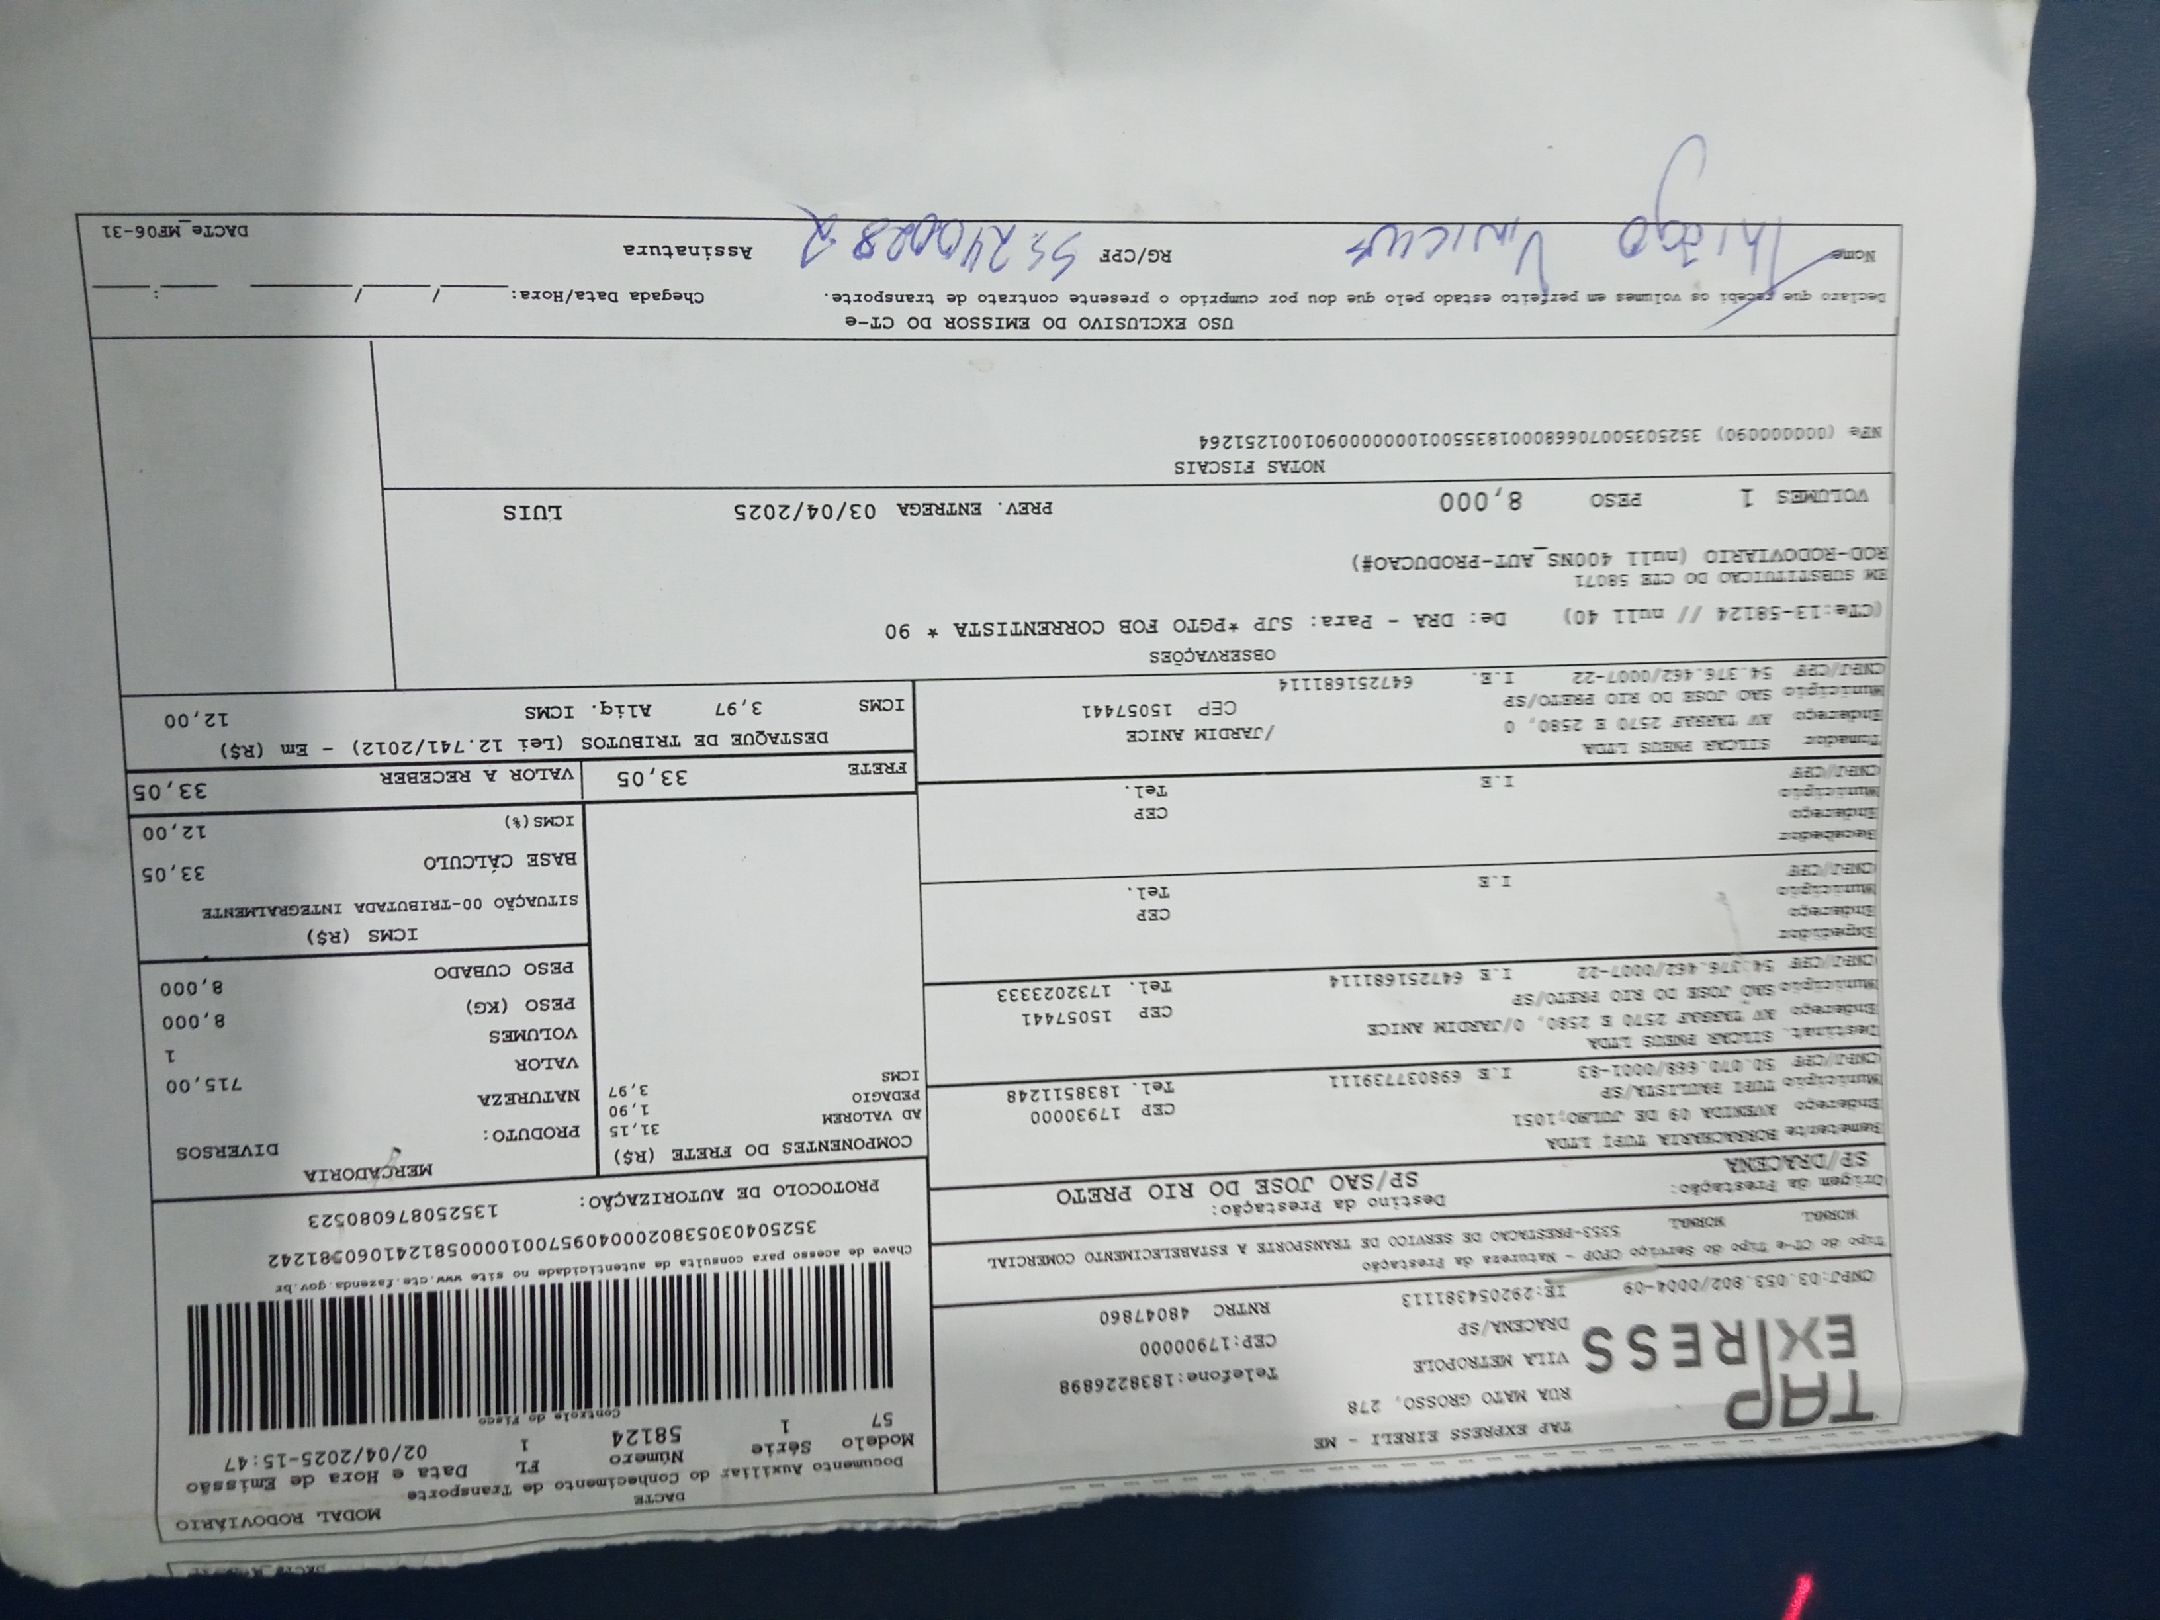 TAP
EXPRESS
TAP EXPRESS EIRELI - ME
RUA MATO GROSSO, 278
VILA METROPOLE
DRACENA/SP
Telefone:1838226898
CEP:17900000
CNPJ:03.053.802/0004-09 IE:292054381113 RNTRC 48047860
MODAL RODOVIÁRIO
DACTE
Documento Auxiliar do Conhecimento de Transporte
Modelo Série Número FL Data e Hora de Emissão
57 1 58124 1 02/04/2025-15:47
Controle do Fisco
Chave de acesso para consulta de autenticidade no site www.cte.fazenda.gov.br
PROTOCOLO DE AUTORIZAÇÃO: 135250876080523
Tipo do CT-e Tipo do Serviço CFOP - Natureza da Prestação
NORMAL NORMAL 5353-PRESTACAO DE SERVICO DE TRANSPORTE A ESTABELECIMENTO COMERCIAL
Origem da Prestação: Destino da Prestação:
SP/DRACENA SP/SAO JOSE DO RIO PRETO
Remetente BORRACHARIA TUPI LTDA
Endereço AVENIDA 09 DE JULHO,1051 CEP 17930000
Município TUPI PAULISTA/SP Tel. 1838511248
CNPJ/CPF 50.070.668/0001-83 I.E 698037739111
Destinat. SILCAR PNEUS LTDA
Endereço AV TARRAF 2570 E 2580, 0/JARDIM ANICE CEP 15057441
Município SAO JOSE DO RIO PRETO/SP Tel. 1732023333
CNPJ/CPF 54.376.462/0007-22 I.E 647251681114
Expedidor
Endereço CEP
Município Tel.
CNPJ/CPF I.E
Recebedor
Endereço CEP
Município Tel.
CNPJ/CPF I.E
Tomador SILCAR PNEUS LTDA
Endereço AV TARRAF 2570 E 2580, 0 /JARDIM ANICE
Município SAO JOSE DO RIO PRETO/SP CEP 15057441
CNPJ/CPF 54.376.462/0007-22 I.E. 647251681114
COMPONENTES DO FRETE (R$)
AD VALOREM 31,15
PEDAGIO 1,90
ICMS 3,97
MERCADORIA
PRODUTO: DIVERSOS
NATUREZA
VALOR 715,00
VOLUMES 1
PESO (KG) 8,000
PESO CUBADO 8,000
ICMS (R$)
SITUAÇÃO 00-TRIBUTADA INTEGRALMENTE
BASE CÁLCULO 33,05
ICMS(%) 12,00
FRETE 33,05 VALOR A RECEBER 33,05
DESTAQUE DE TRIBUTOS (Lei 12.741/2012) - Em (R$)
ICMS 3,97 Aliq. ICMS 12,00
OBSERVAÇÕES
(CTe:13-58124 // null 40) De: DRA - Para: SJP *PGTO FOB CORRENTISTA * 90
EM SUBSTITUICAO DO CTE 58071
ROD-RODOVIARIO (null 400NS_AUT-PRODUCAO#)
VOLUMES 1 PESO 8,000 PREV. ENTREGA 03/04/2025 LUIS
NOTAS FISCAIS
NFe (000000090) 35250350070668000183550010000000901001251264
USO EXCLUSIVO DO EMISSOR DO CT-e
Declaro que recebi os volumes em perfeito estado pelo que dou por cumprido o presente contrato de transporte. Chegada Data/Hora: ____/____/____ ____:____
Nome Thiago Vinicius RG/CPF Assinatura
DACTe_MF06-31